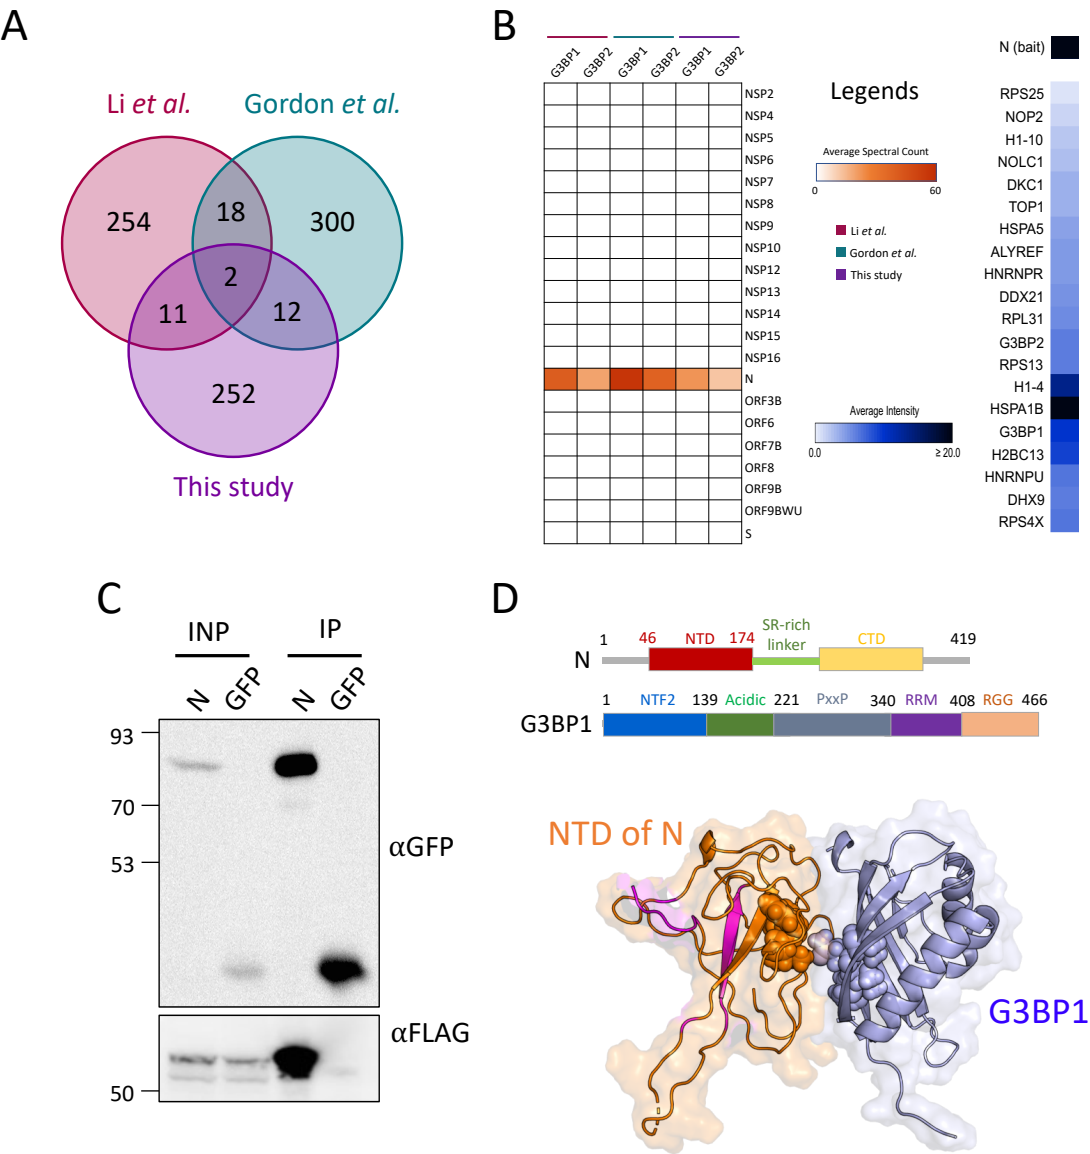 A
Li et al.
Gordon et al.
254
18
300
2
11
12
252
This study
B
G3BP1
G3BP2
G3BP1
G3BP2
G3BP1
G3BP2
NSP2
NSP4
NSP5
NSP6
NSP7
NSP8
NSP9
NSP10
NSP12
NSP13
NSP14
NSP15
NSP16
N
ORF3B
ORF6
ORF7B
ORF8
ORF9B
ORF9BWU
S
Legends
Average Spectral Count
0 60
Li et al.
Gordon et al.
This study
Average Intensity
0.0 ≥ 20.0
N (bait)
RPS25
NOP2
H1-10
NOLC1
DKC1
TOP1
HSPA5
ALYREF
HNRNPR
DDX21
RPL31
G3BP2
RPS13
H1-4
HSPA1B
G3BP1
H2BC13
HNRNPU
DHX9
RPS4X
C
INP IP
N GFP N GFP
93
70
53
αGFP
αFLAG
50
D
SR-rich
linker
1 46 NTD 174 CTD 419
N
1 NTF2 139 Acidic 221 PxxP 340 RRM 408 RGG 466
G3BP1
NTD of N
G3BP1